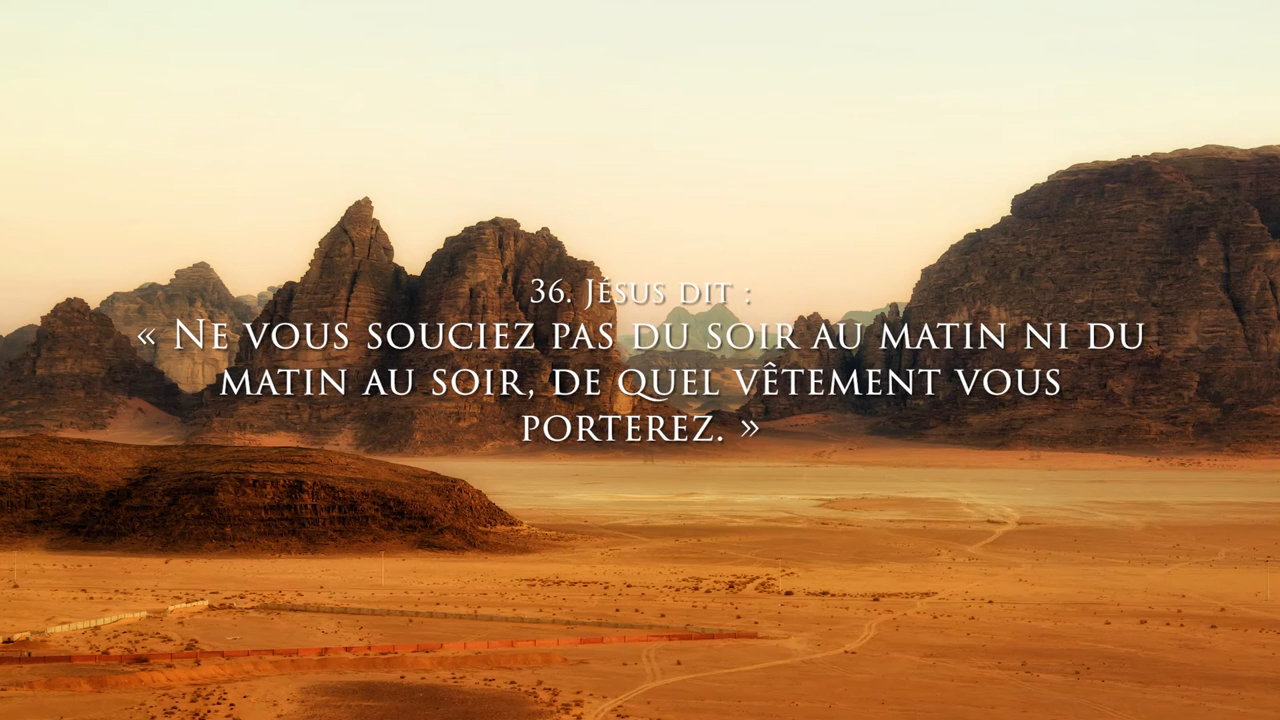 36. Jésus dit :
« Ne vous souciez pas du soir au matin ni du
matin au soir, de quel vêtement vous
porterez. »